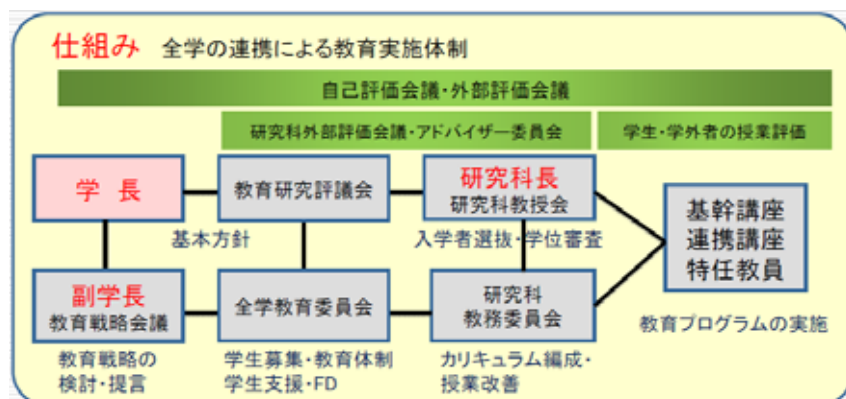 仕組み 全学の連携による教育実施体制
自己評価会議・外部評価会議
研究科外部評価会議・アドバイザー委員会
学生・学外者の授業評価
学 長
教育研究評議会
研究科長
研究科教授会
基本方針
入学者選抜・学位審査
基幹講座
連携講座
特任教員
副学長
教育戦略会議
全学教育委員会
研究科
教務委員会
教育プログラムの実施
教育戦略の
検討・提言
学生募集・教育体制
学生支援・FD
カリキュラム編成・
授業改善